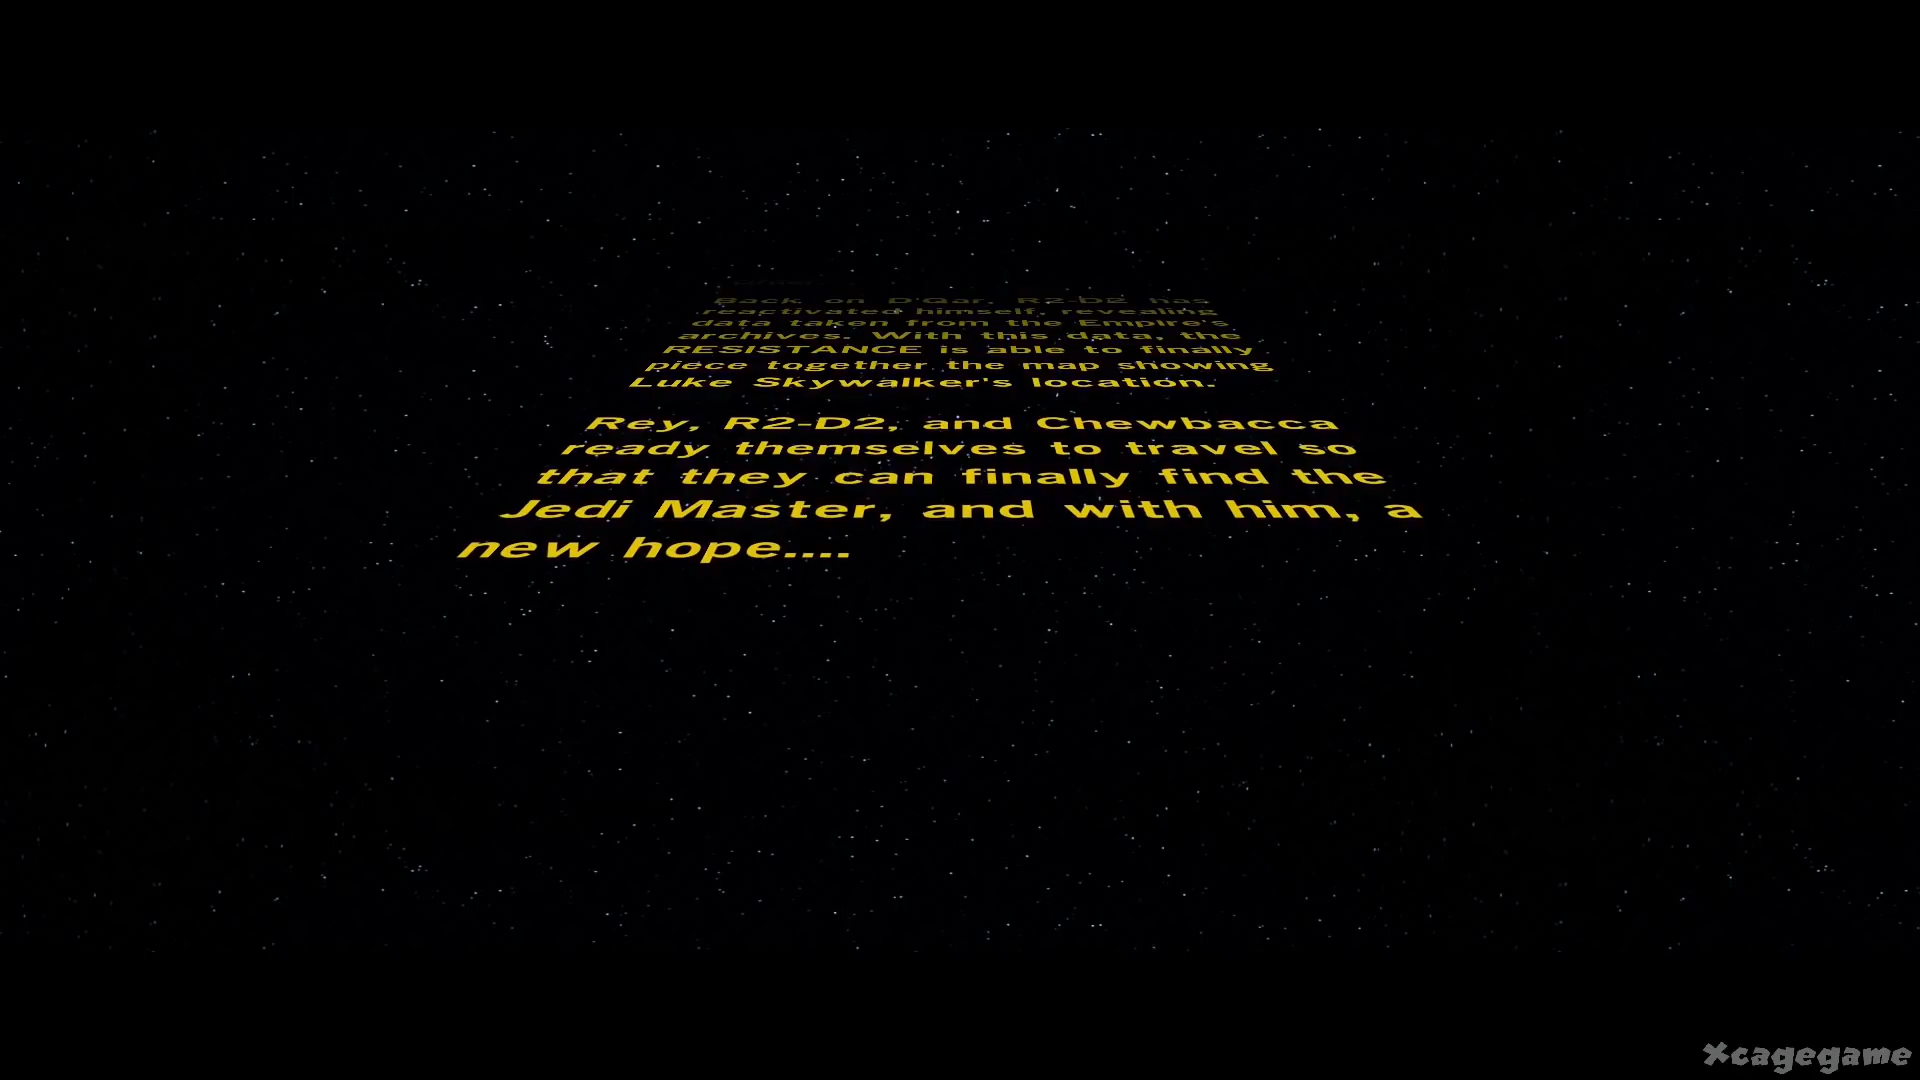 Back on D'Qar, R2-D2 has
reactivated himself, revealing
data taken from the Empire's
archives. With this data, the
RESISTANCE is able to finally
piece together the map showing
Luke Skywalker's location.
Rey, R2-D2, and Chewbacca
ready themselves to travel so
that they can finally find the
Jedi Master, and with him, a
new hope....
Xcagegame